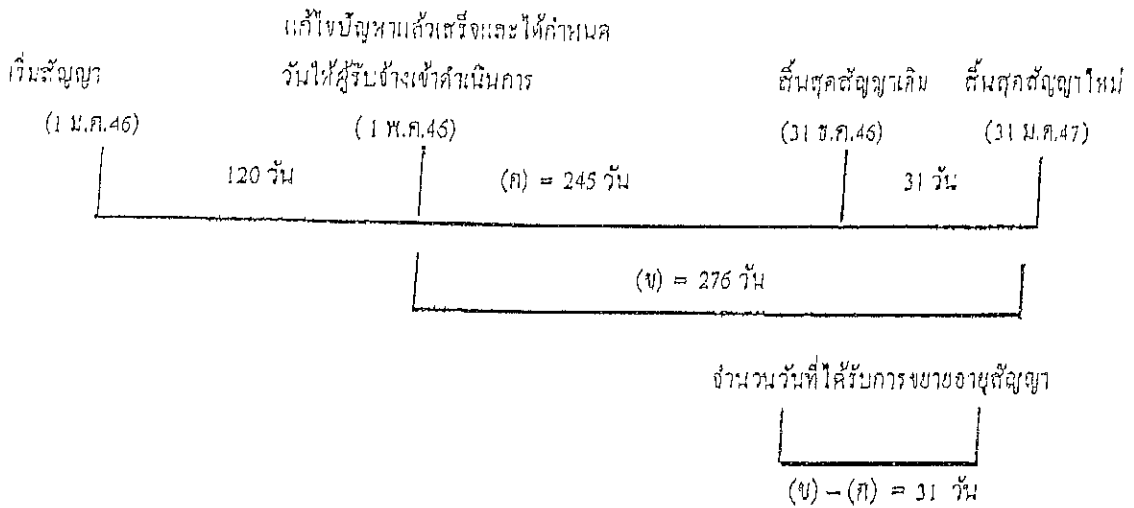 แก้ไขปัญหาแล้วเสร็จและได้กำหนด
เริ่มสัญญา วันให้ผู้รับจ้างเข้าดำเนินการ สิ้นสุดสัญญาเดิม สิ้นสุดสัญญาใหม่
(1 ม.ค.46) (1 พ.ค.46) (31 ธ.ค.46) (31 ม.ค.47)
120 วัน (ก) = 245 วัน 31 วัน
(ข) = 276 วัน
จำนวนวันที่ได้รับการขยายอายุสัญญา
(ข) – (ก) = 31 วัน